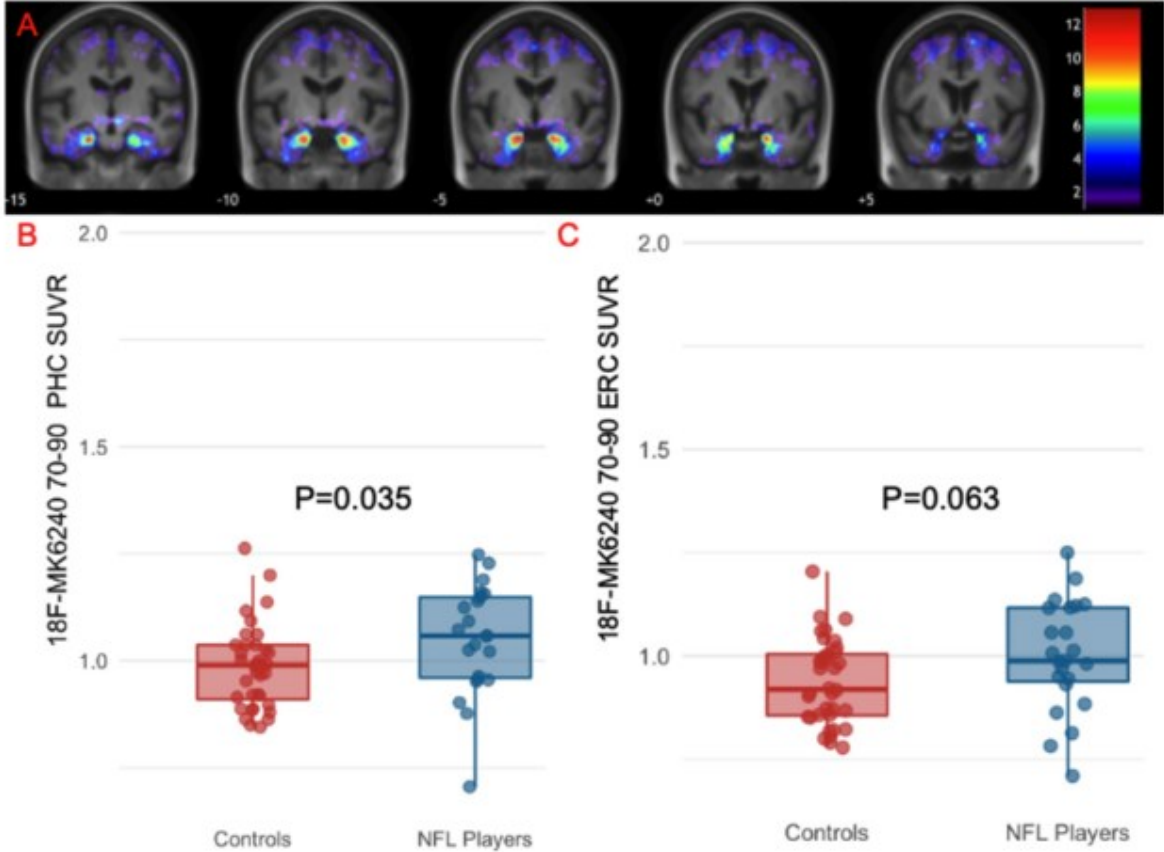 A
12
10
8
6
4
2
-15
-10
-5
+0
+5
B
18F-MK6240 70-90 PHC SUVR
2.0
1.5
P=0.035
1.0
Controls
NFL Players
C
18F-MK6240 70-90 ERC SUVR
2.0
1.5
P=0.063
1.0
Controls
NFL Players